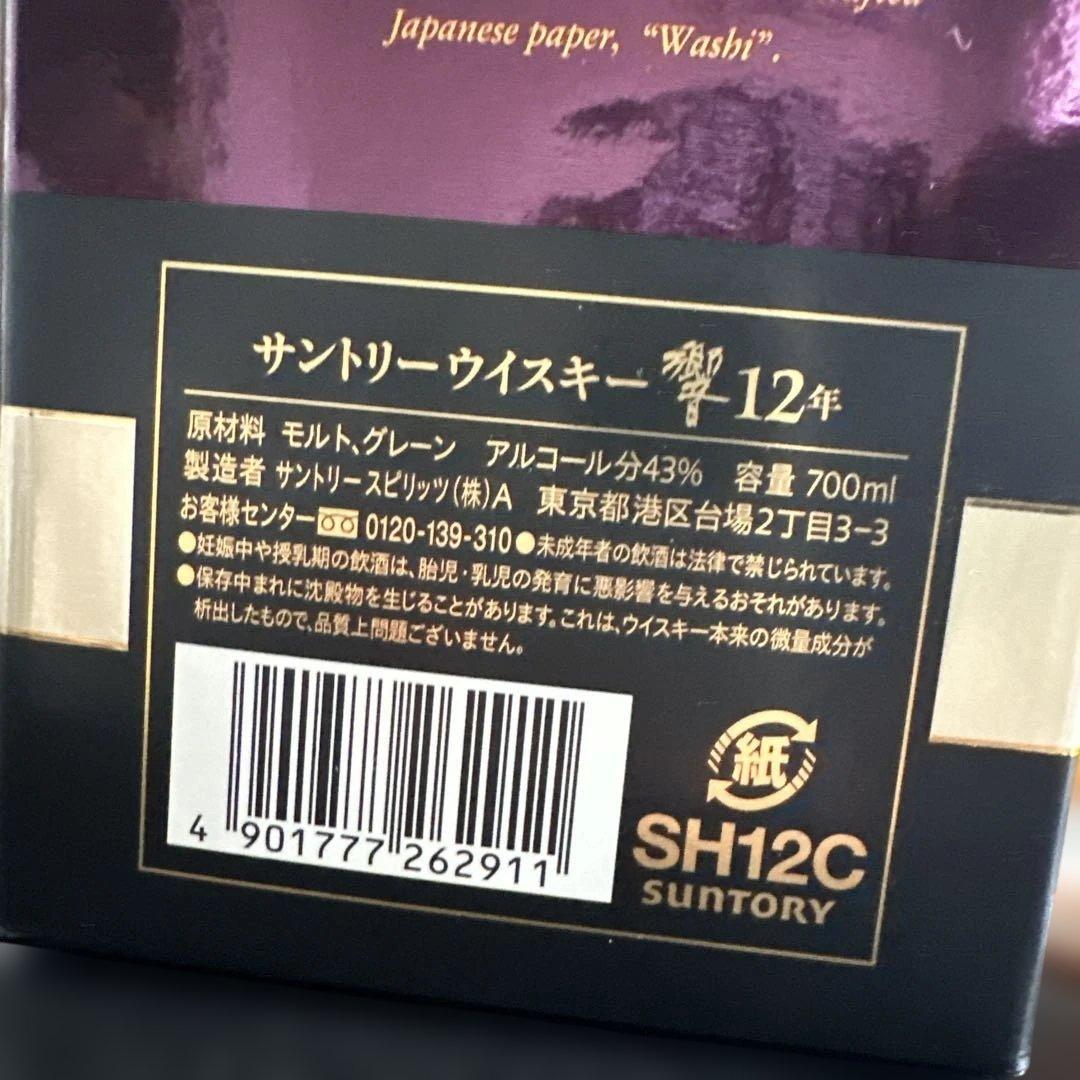 Japanese paper, “Washi”.
サントリーウイスキー 響 12年
原材料 モルト、グレーン アルコール分43% 容量 700ml
製造者 サントリースピリッツ(株)A 東京都港区台場2丁目3-3
お客様センター 0120-139-310 ●未成年者の飲酒は法律で禁じられています。
●妊娠中や授乳期の飲酒は、胎児・乳児の発育に悪影響を与えるおそれがあります。
●保存中まれに沈殿物を生じることがあります。これは、ウイスキー本来の微量成分が
析出したもので、品質上問題ございません。
紙
4 901777 262911
SH12C
SUNTORY